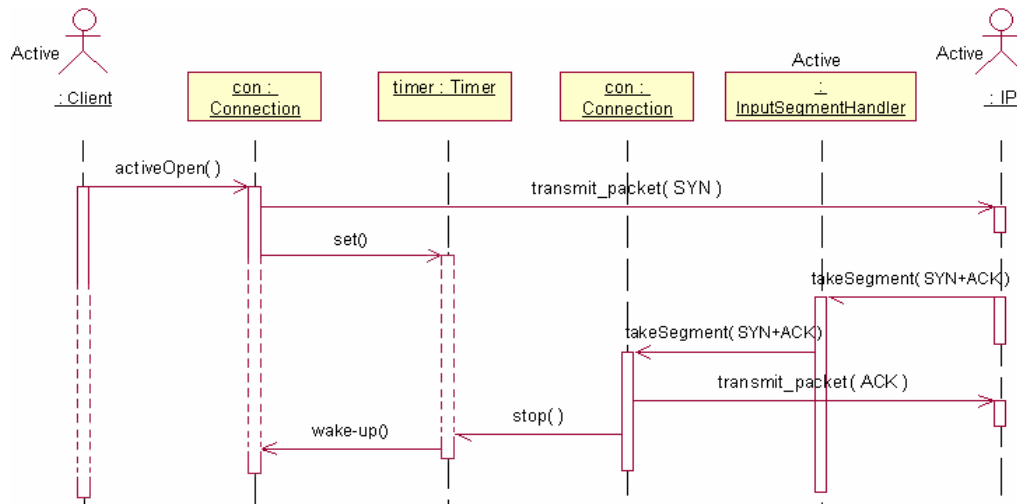 Active
: Client
con :
Connection
timer : Timer
con :
Connection
Active
:
InputSegmentHandler
Active
: IP
activeOpen( )
transmit_packet( SYN )
set()
takeSegment( SYN+ACK)
takeSegment( SYN+ACK)
transmit_packet( ACK )
stop( )
wake-up()